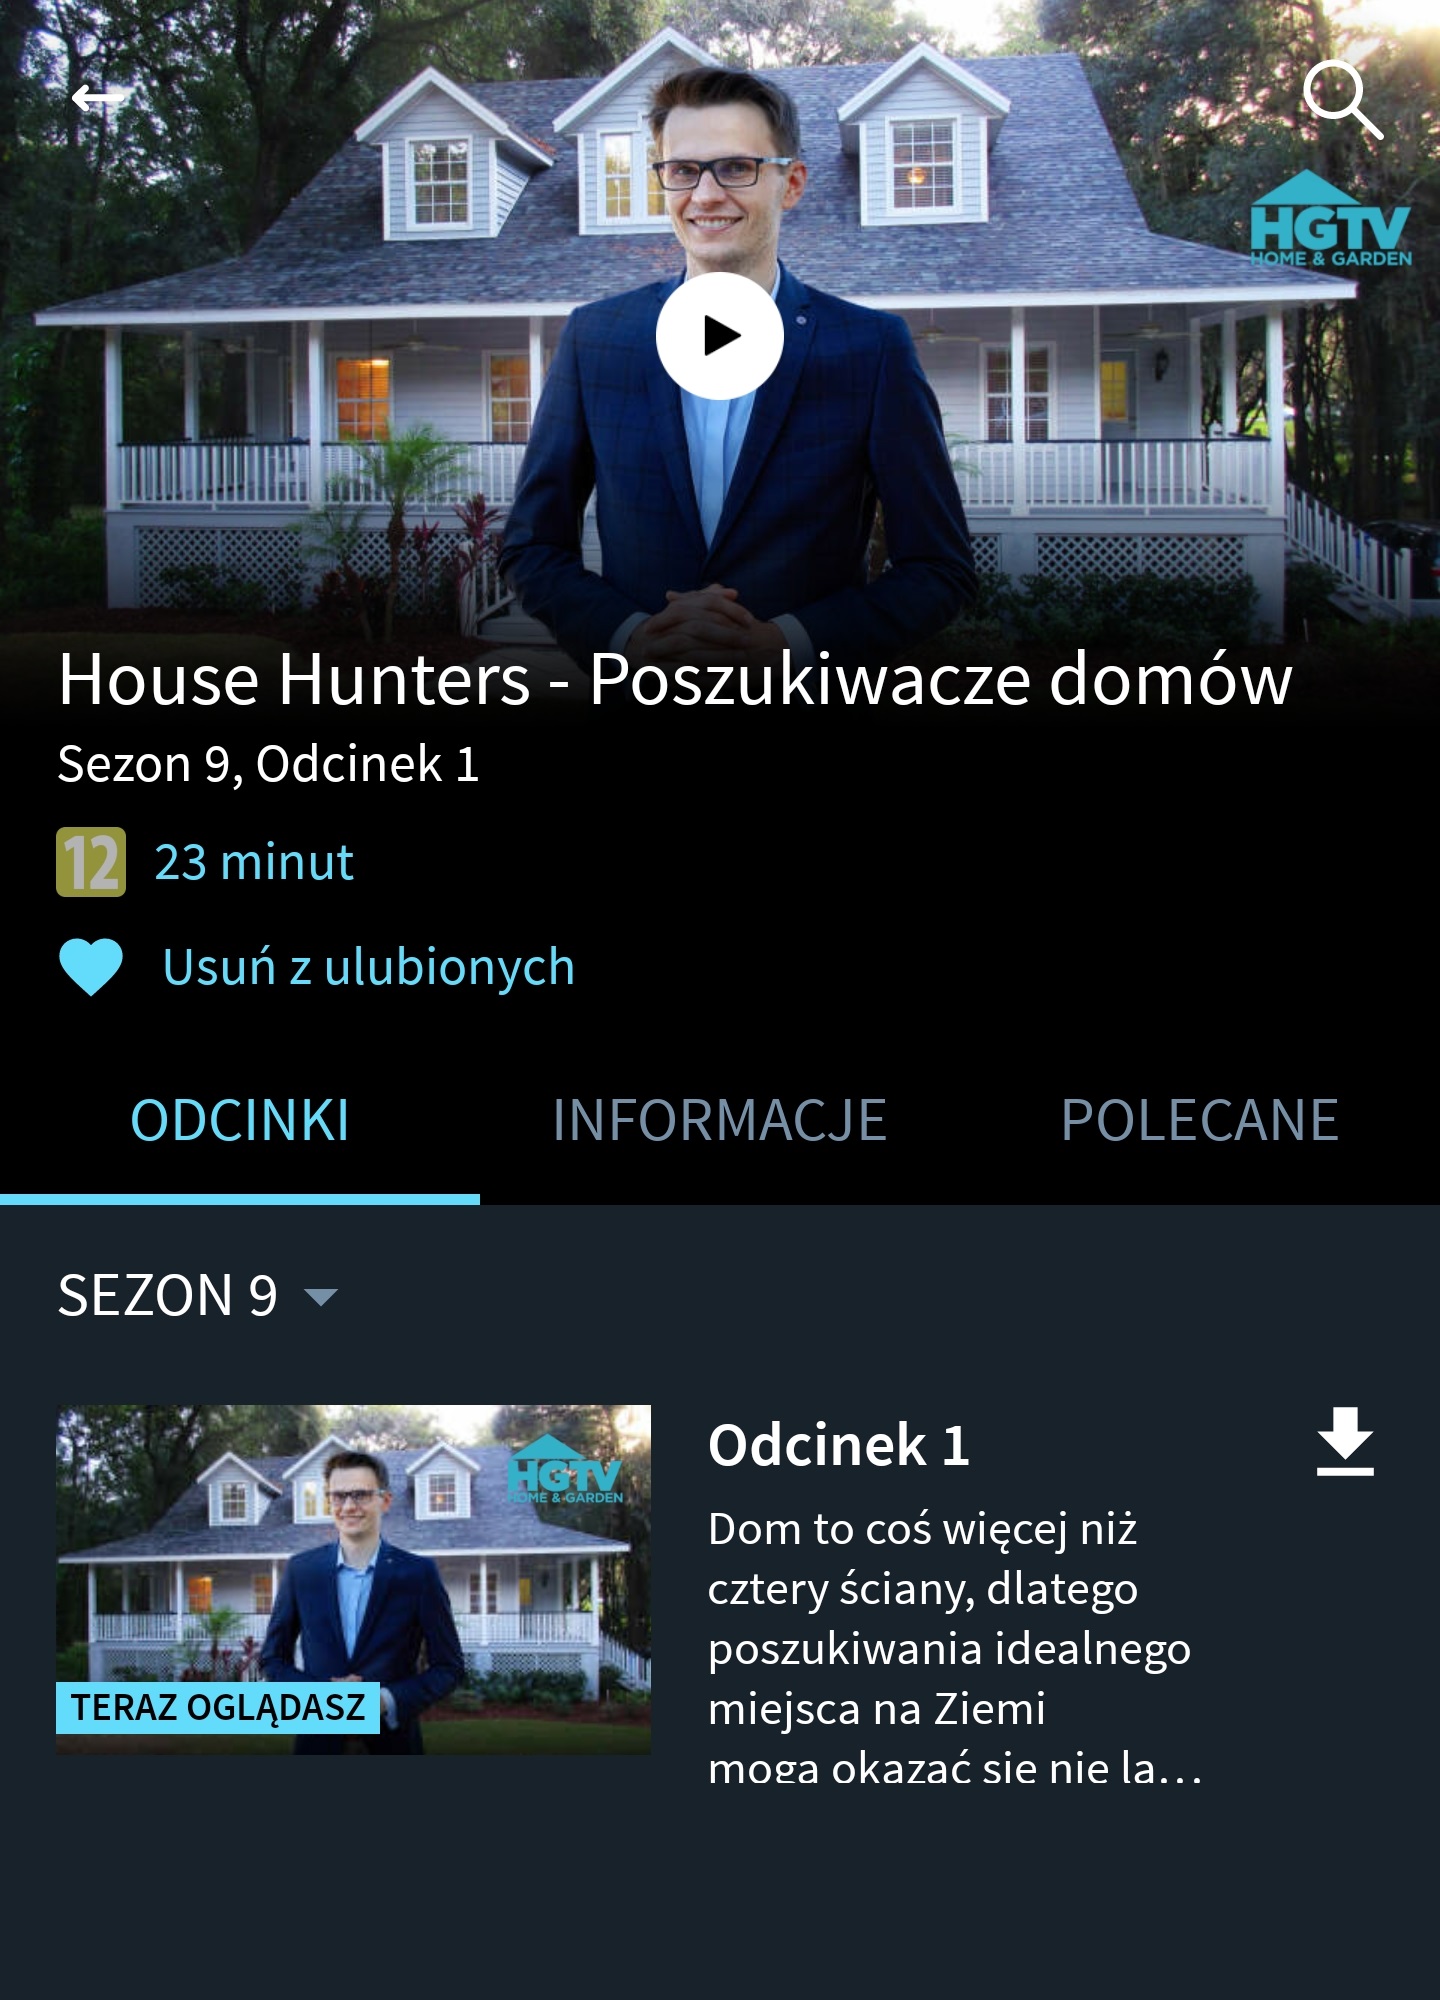 HGTV
HOME & GARDEN
House Hunters - Poszukiwacze domów
Sezon 9, Odcinek 1
12 23 minut
Usuń z ulubionych
ODCINKI INFORMACJE POLECANE
SEZON 9
HGTV
HOME & GARDEN
TERAZ OGLĄDASZ
Odcinek 1
Dom to coś więcej niż
cztery ściany, dlatego
poszukiwania idealnego
miejsca na Ziemi
mogą okazać się nie la…